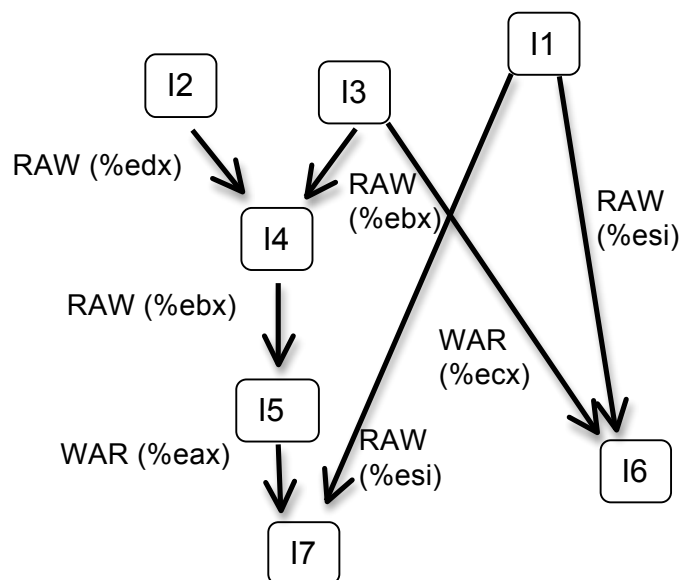 I1
I2
I3
RAW (%edx)
RAW
(%ebx)
RAW
(%esi)
I4
RAW (%ebx)
WAR
(%ecx)
I5
WAR (%eax)
RAW
(%esi)
I6
I7